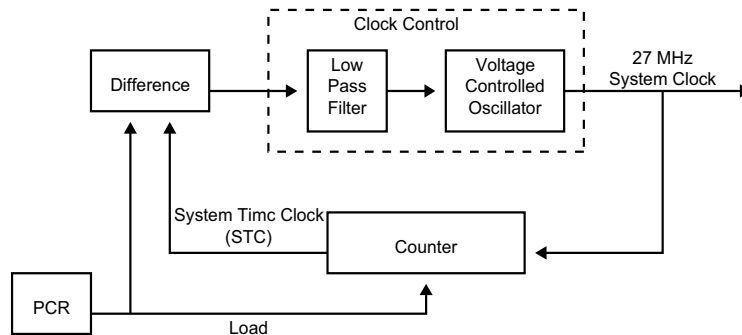 Clock Control
Difference
Low
Pass
Filter
Voltage
Controlled
Oscillator
27 MHz
System Clock
System Timc Clock
(STC)
Counter
PCR
Load